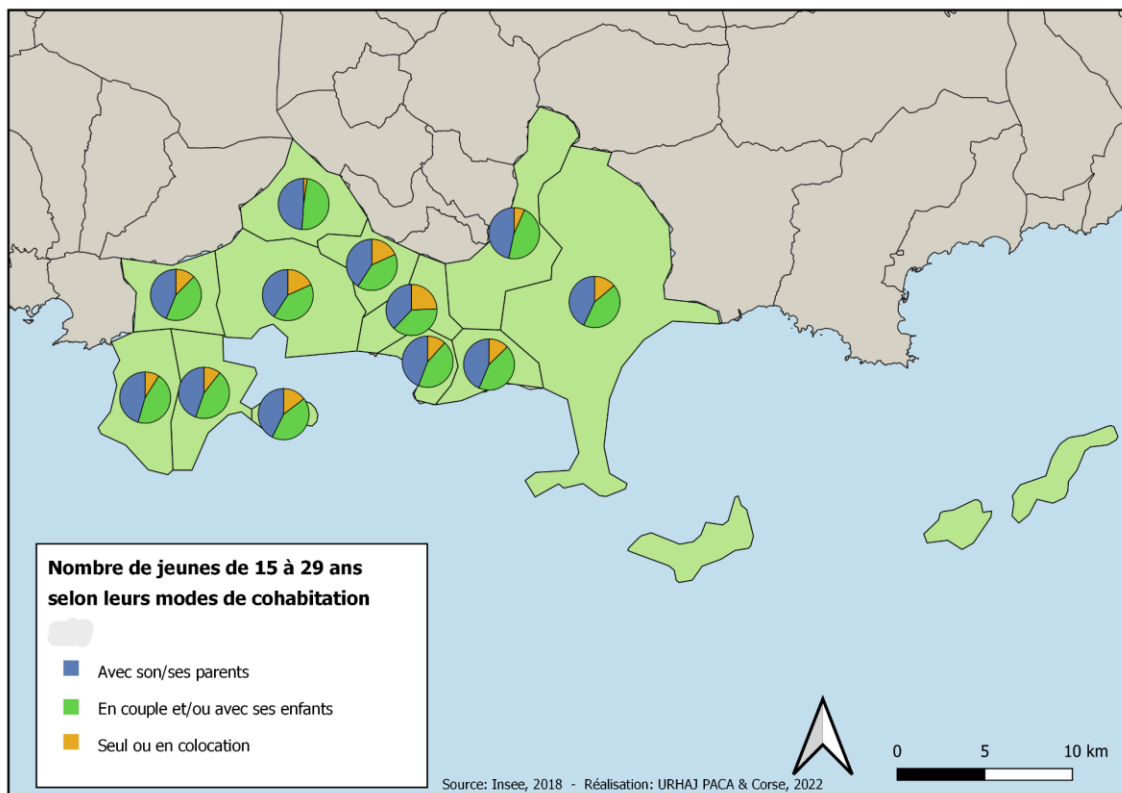 Nombre de jeunes de 15 à 29 ans
selon leurs modes de cohabitation
Avec son/ses parents
En couple et/ou avec ses enfants
Seul ou en colocation
0 5 10 km
Source: Insee, 2018 - Réalisation: URHAJ PACA & Corse, 2022